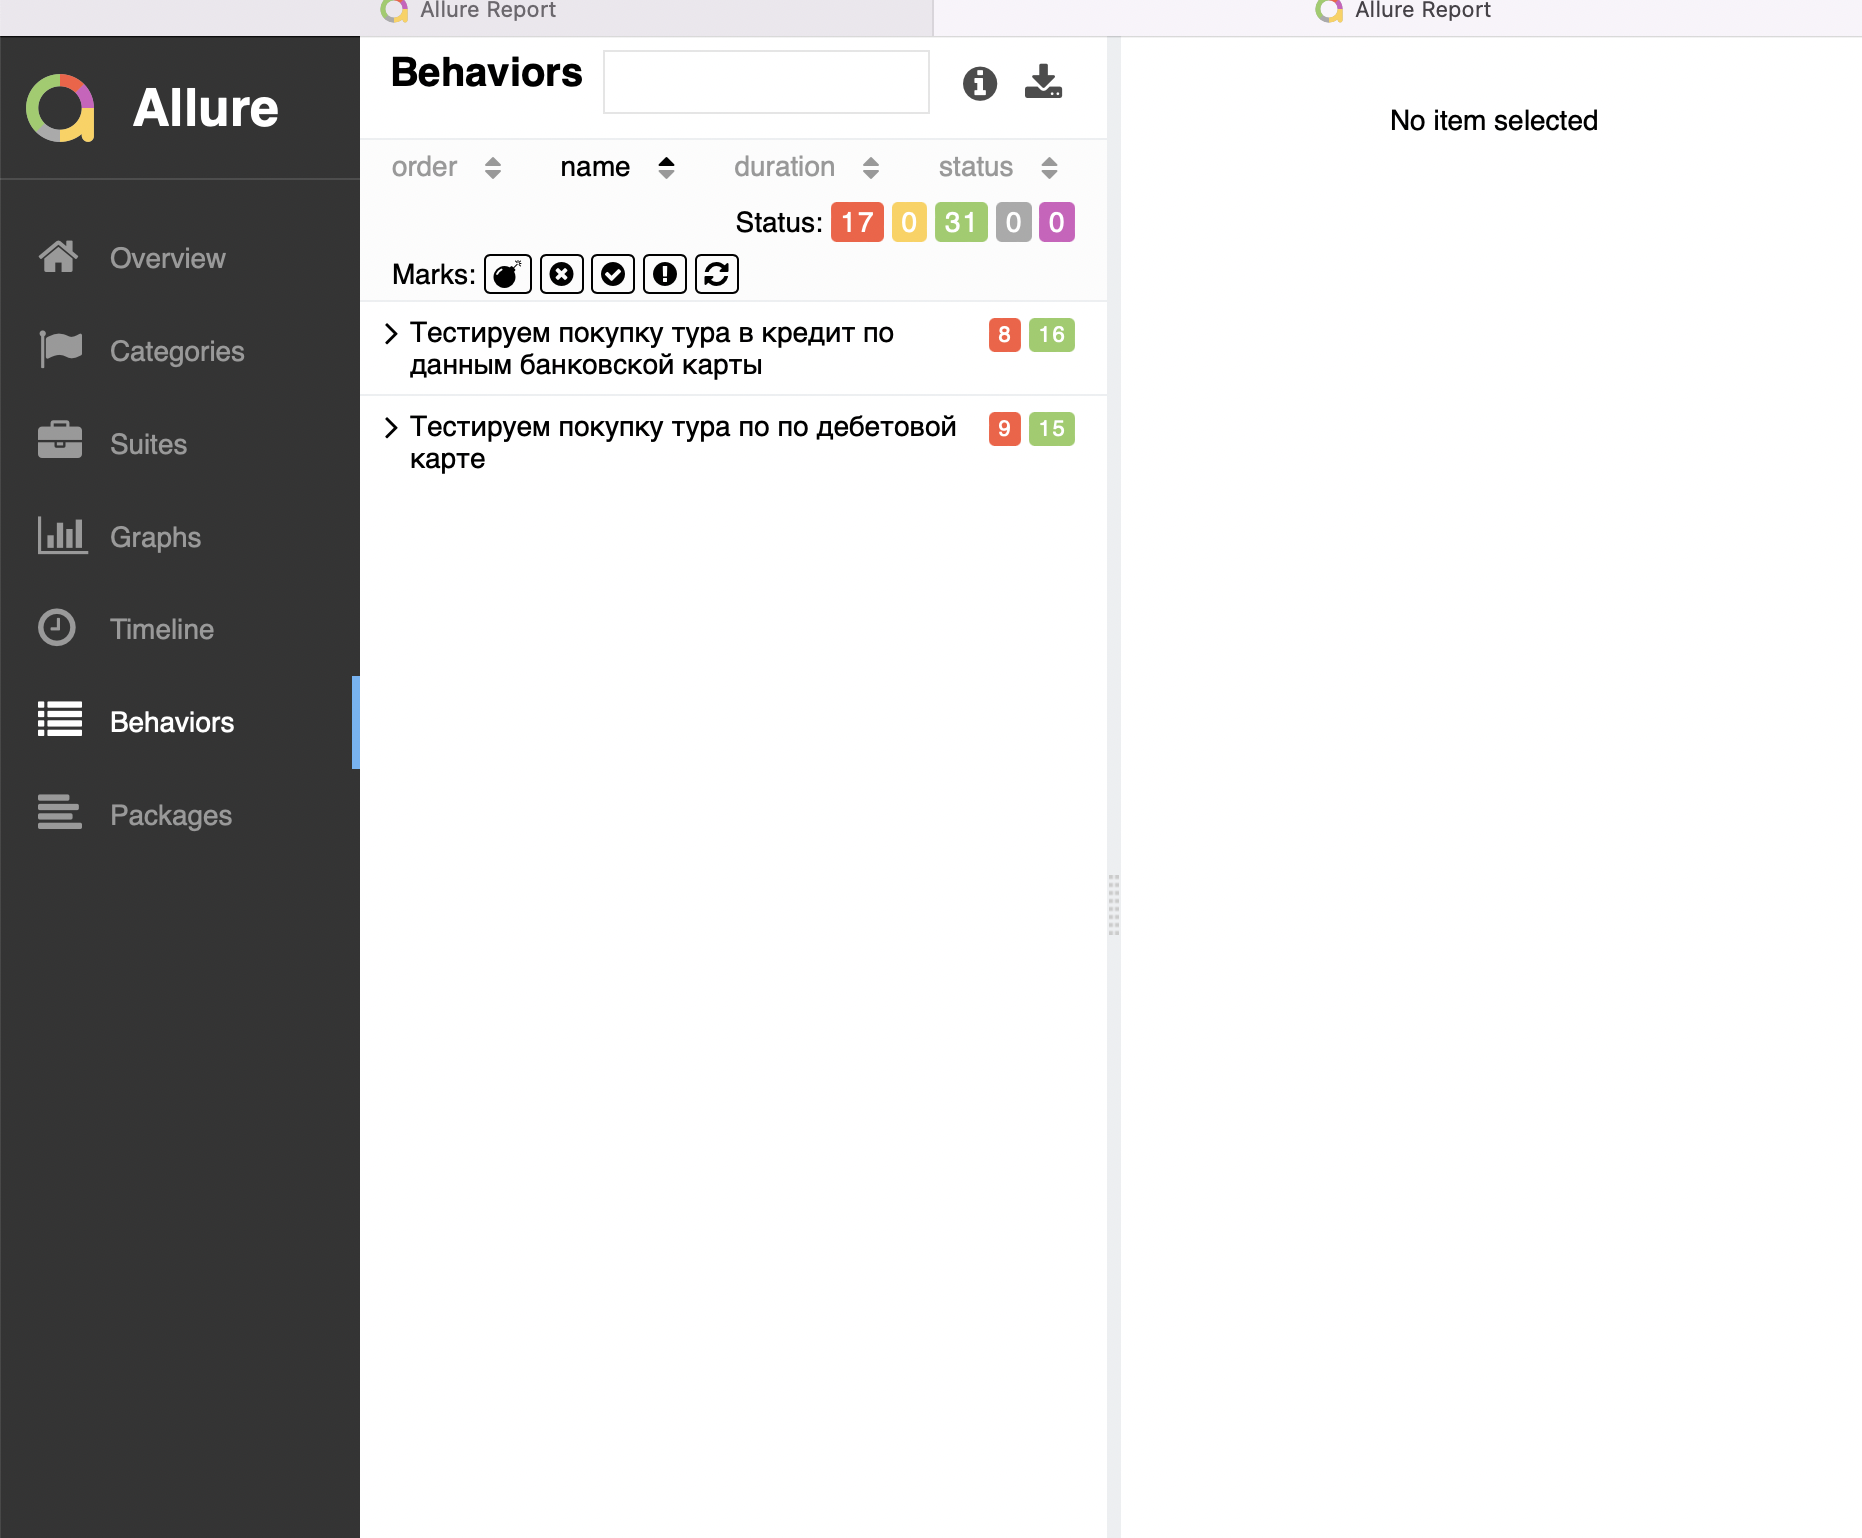 Allure Report
Allure Report
Allure
Overview
Categories
Suites
Graphs
Timeline
Behaviors
Packages
Behaviors
order name duration status
Status: 17 0 31 0 0
Marks:
Тестируем покупку тура в кредит по
данным банковской карты
8 16
Тестируем покупку тура по по дебетовой
карте
9 15
No item selected